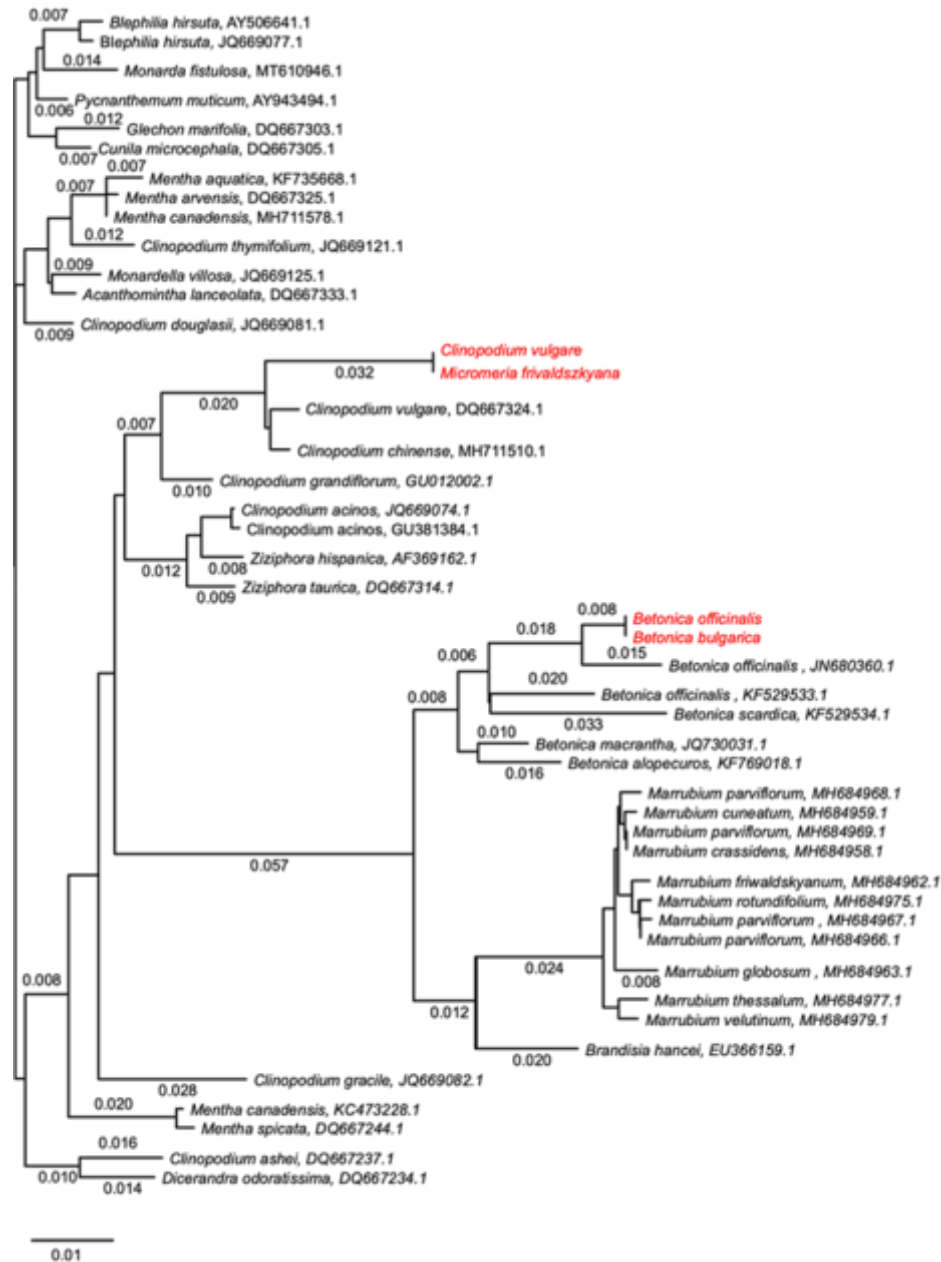 0.007
Blephilia hirsuta, AY506641.1
Blephilia hirsuta, JQ669077.1
0.014
Monarda fistulosa, MT610946.1
Pycnanthemum muticum, AY943494.1
0.006
0.012
Glechon marifolia, DQ667303.1
Cunila microcephala, DQ667305.1
0.007
0.007
Mentha aquatica, KF735668.1
0.007
Mentha arvensis, DQ667325.1
Mentha canadensis, MH711578.1
0.012
Clinopodium thymifolium, JQ669121.1
0.009
Monardella villosa, JQ669125.1
Acanthomintha lanceolata, DQ667333.1
Clinopodium douglasii, JQ669081.1
0.009
Clinopodium vulgare
0.032
Micromeria frivaldszkyana
0.020
Clinopodium vulgare, DQ667324.1
0.007
Clinopodium chinense, MH711510.1
Clinopodium grandiflorum, GU012002.1
0.010
Clinopodium acinos, JQ669074.1
Clinopodium acinos, GU381384.1
Ziziphora hispanica, AF369162.1
0.012
0.008
Ziziphora taurica, DQ667314.1
0.009
0.008
Betonica officinalis
0.018
Betonica bulgarica
0.015
0.006
Betonica officinalis , JN680360.1
0.020
0.008
Betonica officinalis , KF529533.1
Betonica scardica, KF529534.1
0.033
0.010
Betonica macrantha, JQ730031.1
Betonica alopecuros, KF769018.1
0.016
Marrubium parviflorum, MH684968.1
Marrubium cuneatum, MH684959.1
Marrubium parviflorum, MH684969.1
Marrubium crassidens, MH684958.1
0.057
Marrubium friwaldskyanum, MH684962.1
Marrubium rotundifolium, MH684975.1
Marrubium parviflorum , MH684967.1
Marrubium parviflorum, MH684966.1
0.024
Marrubium globosum , MH684963.1
0.008
0.008
Marrubium thessalum, MH684977.1
0.012
Marrubium velutinum, MH684979.1
Brandisia hancei, EU366159.1
0.020
Clinopodium gracile, JQ669082.1
0.028
0.020
Mentha canadensis, KC473228.1
Mentha spicata, DQ667244.1
0.016
Clinopodium ashei, DQ667237.1
0.010
Dicerandra odoratissima, DQ667234.1
0.014
0.01